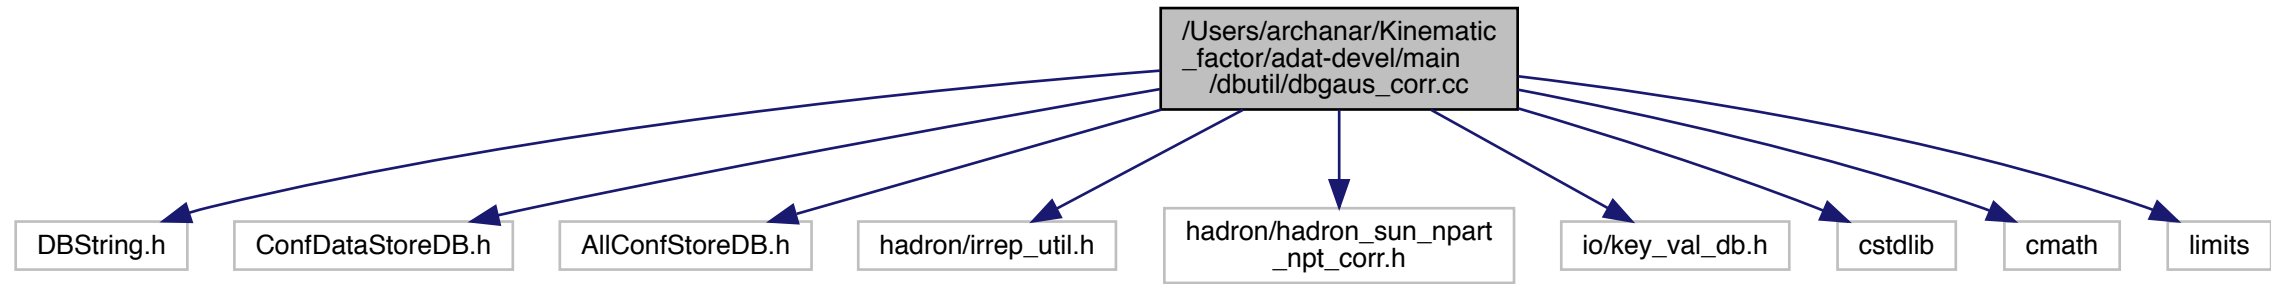 /Users/archanar/Kinematic
_factor/adat-devel/main
/dbutil/dbgaus_corr.cc
DBString.h
ConfDataStoreDB.h
AllConfStoreDB.h
hadron/irrep_util.h
hadron/hadron_sun_npart
_npt_corr.h
io/key_val_db.h
cstdlib
cmath
limits